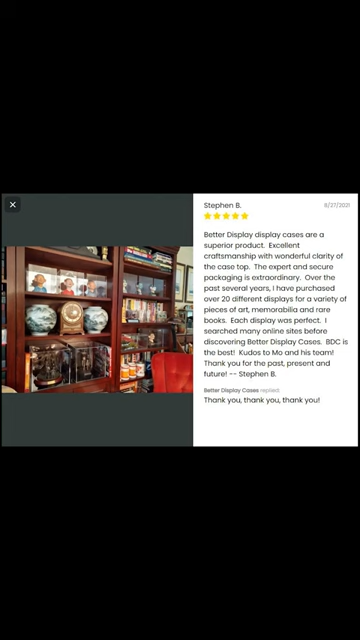 Stephen B.
6/27/2021
Better Display display cases are a
superior product. Excellent
craftsmanship with wonderful clarity of
the case top. The expert and secure
packaging is extraordinary. Over the
past several years, I have purchased
over 20 different displays for a variety of
pieces of art, memorabilia and rare
books. Each display was perfect. I
searched many online sites before
discovering Better Display Cases. BDC is
the best! Kudos to Mo and his team!
Thank you for the past, present and
future! -- Stephen B.
Better Display Cases replied:
Thank you, thank you, thank you!